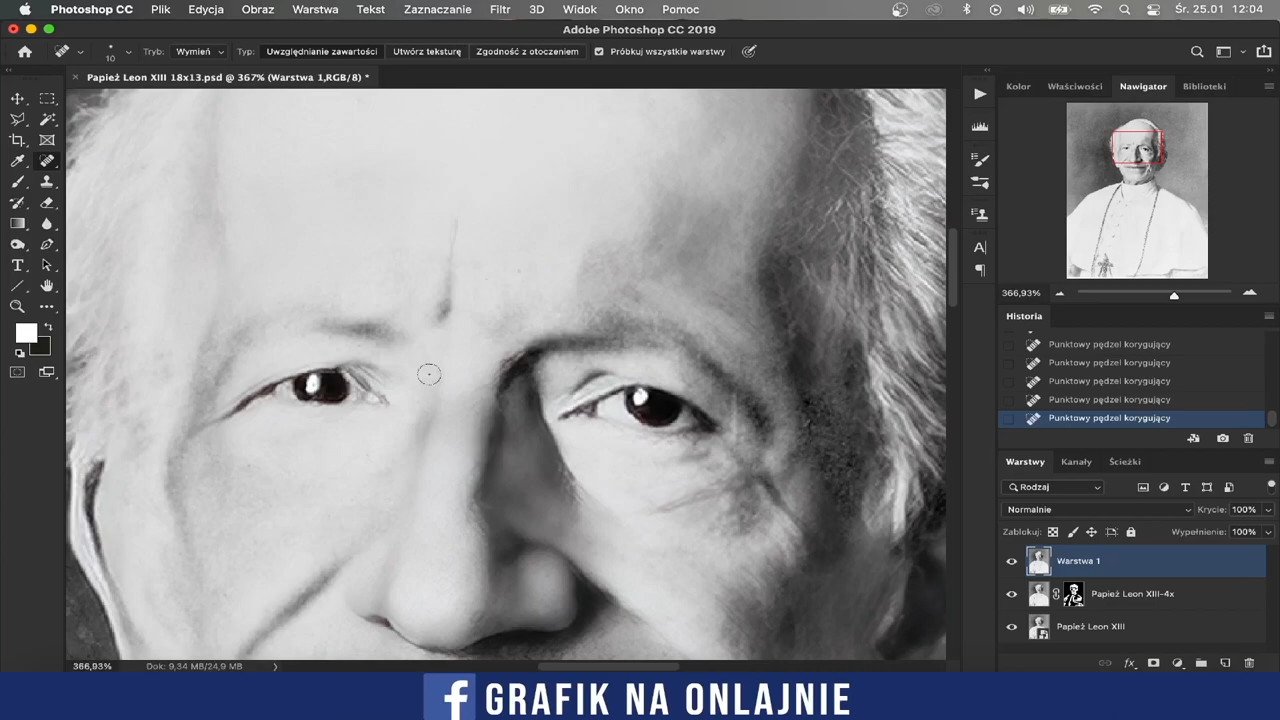 Photoshop CC Plik Edycja Obraz Warstwa Tekst Zaznaczanie Filtr 3D Widok Okno Pomoc Śr. 25.01 12:04
Adobe Photoshop CC 2019
10 Tryb: Wymień Typ: Uwzględnianie zawartości Utwórz teksturę Zgodność z otoczeniem Próbkuj wszystkie warstwy
Papież Leon XIII 18x13.psd @ 367% (Warstwa 1,RGB/8) *
Kolor Właściwości Nawigator Biblioteki
366,93%
Historia
Punktowy pędzel korygujący
Punktowy pędzel korygujący
Punktowy pędzel korygujący
Punktowy pędzel korygujący
Punktowy pędzel korygujący
Warstwy Kanały Ścieżki
Rodzaj
Normalnie Krycie: 100%
Zablokuj: Wypełnienie: 100%
Warstwa 1
Papież Leon XIII-4x
Papież Leon XIII
366,93% Dok: 9,34 MB/24,9 MB
GRAFIK NA ONLAJNIE